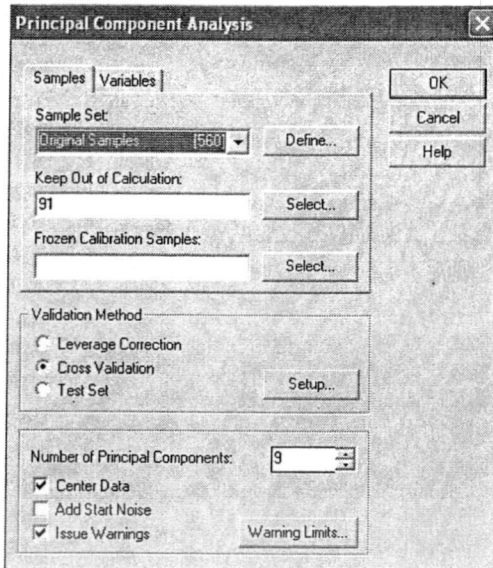 Principal Component Analysis
Samples Variables
OK
Sample Set:
Original Samples [560] Define...
Cancel
Help
Keep Out of Calculation:
91 Select...
Frozen Calibration Samples:
Select...
Validation Method
Leverage Correction
Cross Validation
Test Set Setup...
Number of Principal Components: 9
Center Data
Add Start Noise
Issue Warnings Warning Limits...